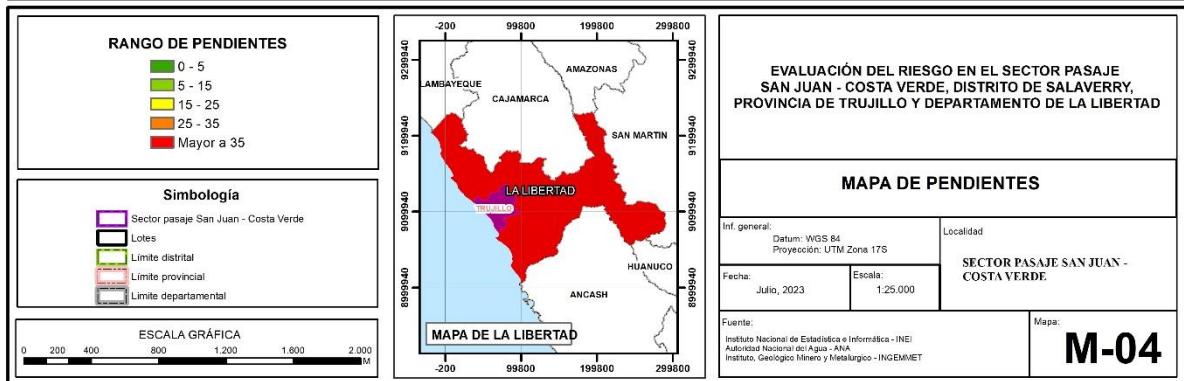 RANGO DE PENDIENTES
0 - 5
5 - 15
15 - 25
25 - 35
Mayor a 35
Simbología
Sector pasaje San Juan - Costa Verde
Lotes
Límite distrital
Límite provincial
Limite departamental
ESCALA GRÁFICA
0 200 400 800 1.200 1.600 2.000
M
-200 99800 199800 299800
9299940 9299940
AMAZONAS
LAMBAYEQUE
CAJAMARCA
9199940 SAN MARTIN 9199940
LA LIBERTAD
TRUJILLO
9099940 9099940
HUANUCO
8999940 ANCASH 8999940
MAPA DE LA LIBERTAD
-200 99800 199800 299800
EVALUACIÓN DEL RIESGO EN EL SECTOR PASAJE
SAN JUAN - COSTA VERDE, DISTRITO DE SALAVERRY,
PROVINCIA DE TRUJILLO Y DEPARTAMENTO DE LA LIBERTAD
MAPA DE PENDIENTES
Inf. general:
Datum: WGS 84
Proyección: UTM Zona 17S
Localidad
SECTOR PASAJE SAN JUAN -
COSTA VERDE
Fecha:
Julio, 2023
Escala:
1:25.000
Fuente:
Instituto Nacional de Estadística e Informática - INEI
Autoridad Nacional del Agua - ANA
Instituto, Geológico Minero y Metalurgico - INGEMMET
Mapa:
M-04